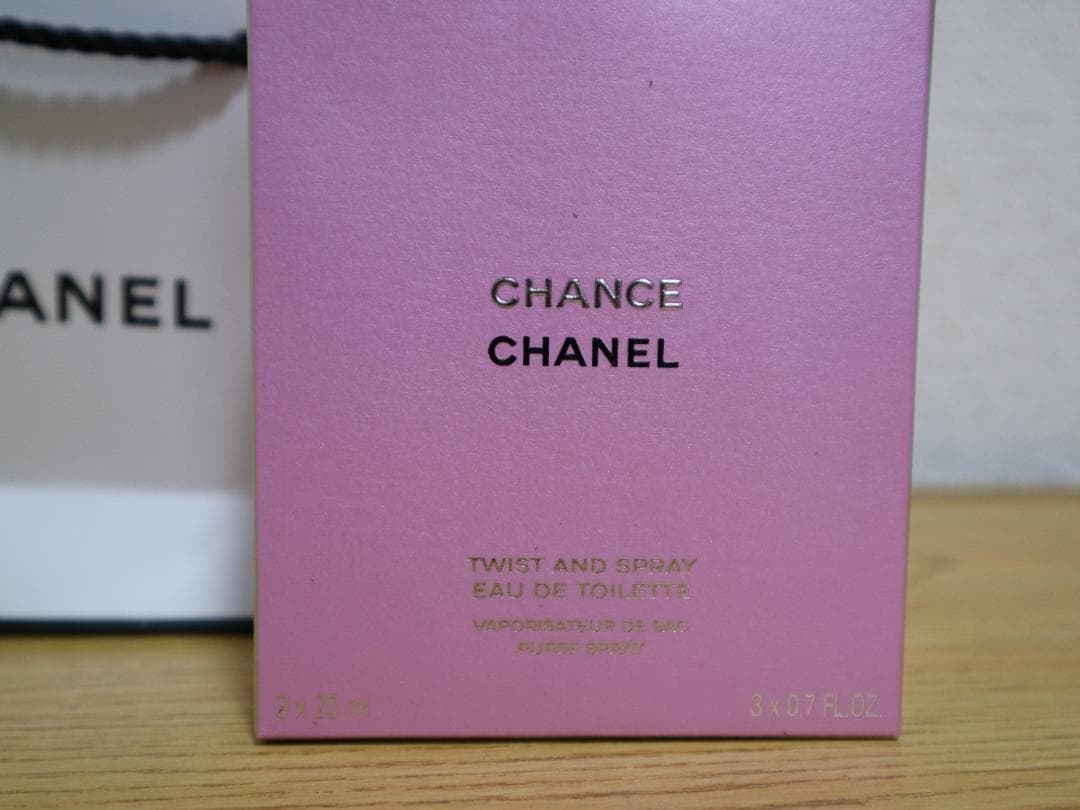 ANEL
CHANCE
CHANEL
TWIST AND SPRAY
EAU DE TOILETTE
VAPORISATEUR DE SAC
PURSE SPRAY
3 x 20 ml
3 x 0.7 FL.OZ.